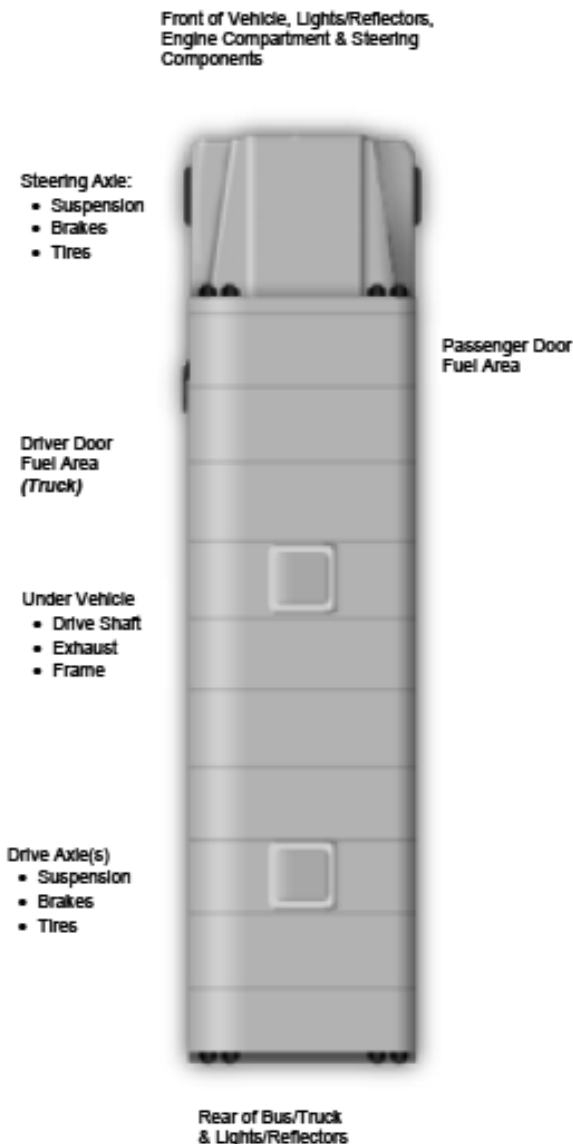 Front of Vehicle, Lights/Reflectors,
Engine Compartment & Steering
Components
Steering Axle:
• Suspension
• Brakes
• Tires
Passenger Door
Fuel Area
Driver Door
Fuel Area
(Truck)
Under Vehicle
• Drive Shaft
• Exhaust
• Frame
Drive Axle(s)
• Suspension
• Brakes
• Tires
Rear of Bus/Truck
& Lights/Reflectors